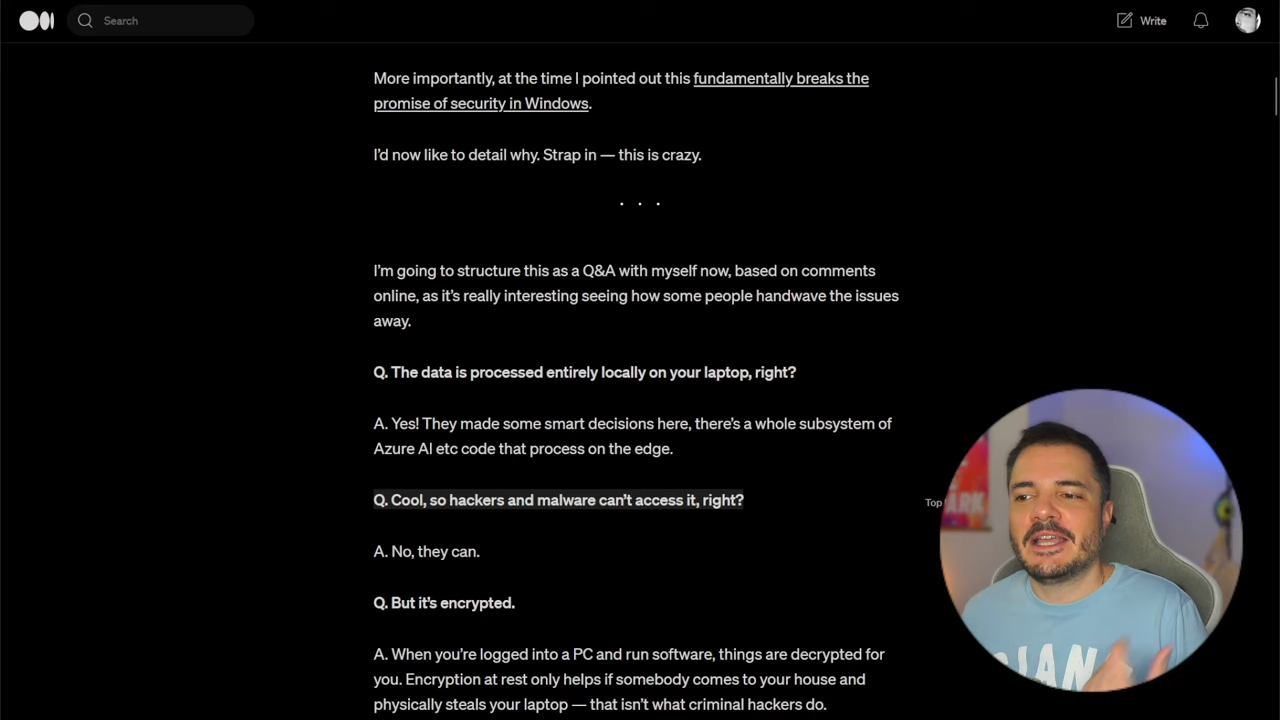 Search
Write
More importantly, at the time I pointed out this fundamentally breaks the
promise of security in Windows.
I'd now like to detail why. Strap in — this is crazy.
. . .
I'm going to structure this as a Q&A with myself now, based on comments
online, as it's really interesting seeing how some people handwave the issues
away.
Q. The data is processed entirely locally on your laptop, right?
A. Yes! They made some smart decisions here, there's a whole subsystem of
Azure AI etc code that process on the edge.
Q. Cool, so hackers and malware can't access it, right?
Top
A. No, they can.
Q. But it's encrypted.
A. When you're logged into a PC and run software, things are decrypted for
you. Encryption at rest only helps if somebody comes to your house and
physically steals your laptop — that isn't what criminal hackers do.